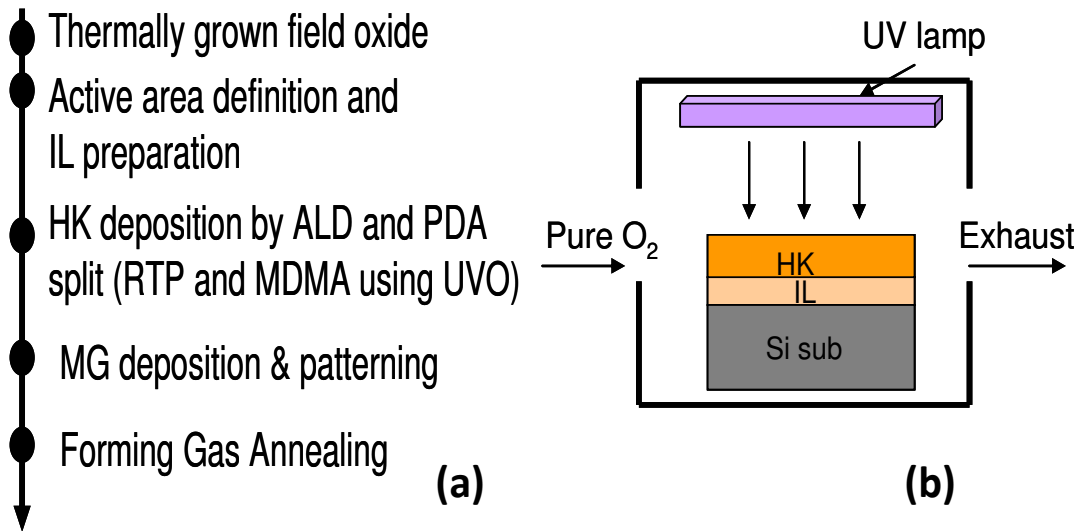 Thermally grown field oxide
Active area definition and
IL preparation
HK deposition by ALD and PDA
split (RTP and MDMA using UVO)
MG deposition & patterning
Forming Gas Annealing
(a)
UV lamp
Pure O₂
Exhaust
HK
IL
Si sub
(b)